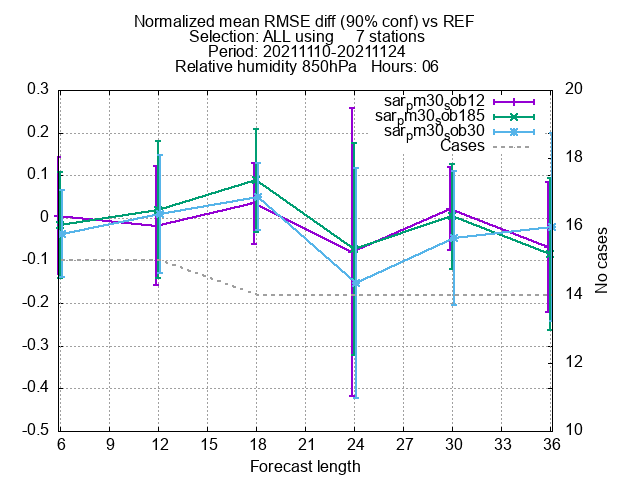 Normalized mean RMSE diff (90% conf) vs REF
Selection: ALL using 7 stations
Period: 20211110-20211124
Relative humidity 850hPa Hours: 06
0.3 20
sar_pm30_sob12
sar_pm30_sob185
0.2 sar_pm30_sob30
Cases
18
0.1
0
16
-0.1
No cases
-0.2
14
-0.3
12
-0.4
-0.5 10
6 9 12 15 18 21 24 27 30 33 36
Forecast length